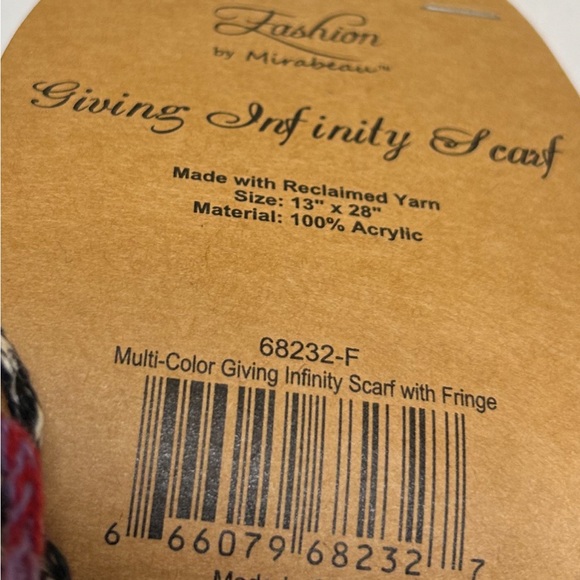 Fashion
by Mirabeau™
Giving Infinity Scarf
Made with Reclaimed Yarn
Size: 13" x 28"
Material: 100% Acrylic
68232-F
Multi-Color Giving Infinity Scarf with Fringe
6 66079 68232 7
Made